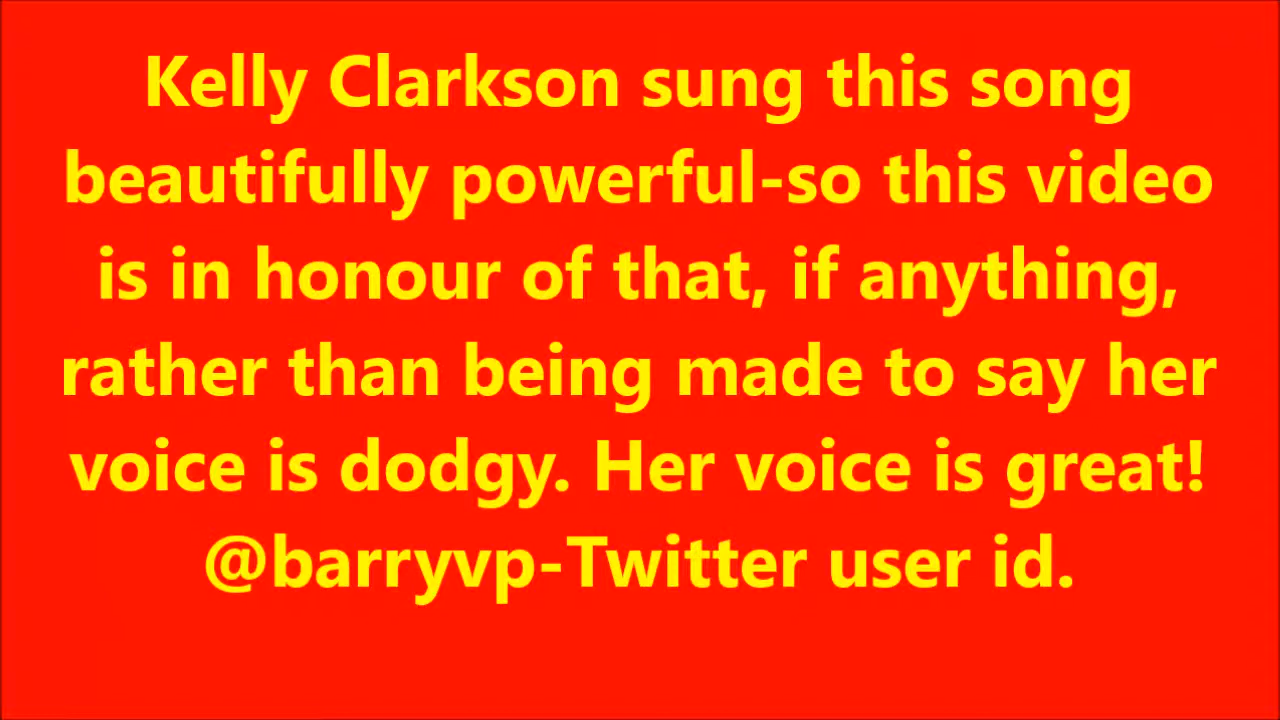 Kelly Clarkson sung this song
beautifully powerful-so this video
is in honour of that, if anything,
rather than being made to say her
voice is dodgy. Her voice is great!
@barryvp-Twitter user id.